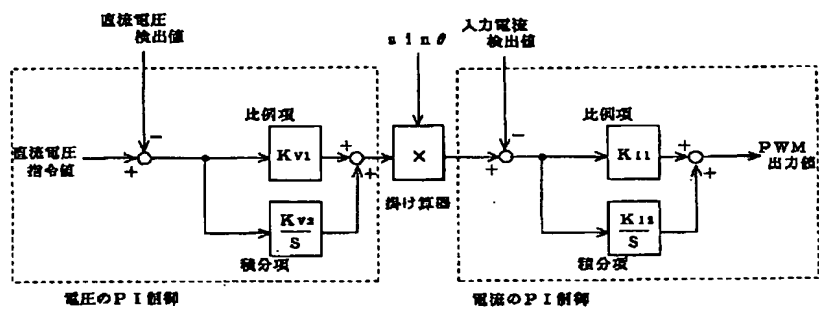 直流電圧
検出値
sinθ
入力電流
検出値
比例項
比例項
直流電圧
指令値
－
＋
KV1
＋
＋
×
掛け算器
－
＋
KI1
＋
＋
PWM
出力値
KV2
S
積分項
KI2
S
積分項
電圧のPI制御
電流のPI制御